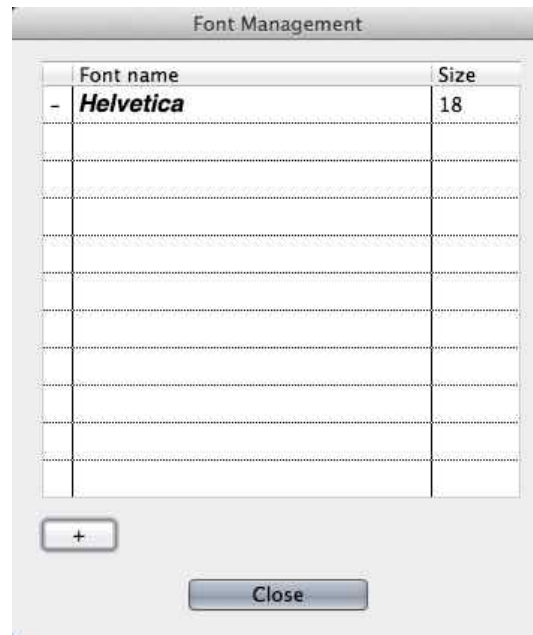 Font Management
Font name Size
- Helvetica 18
+
Close